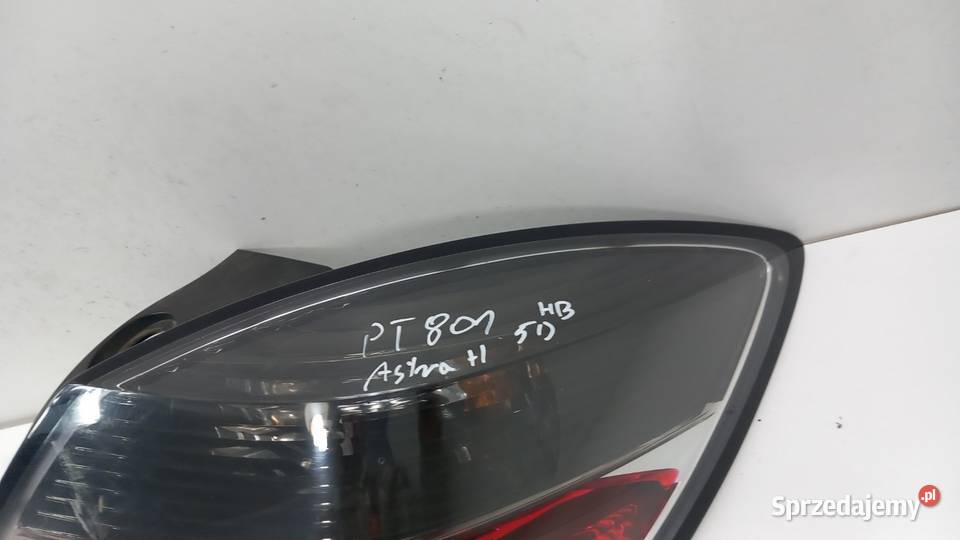 PT 801 HB
Astra H 5D
Sprzedajemy.pl